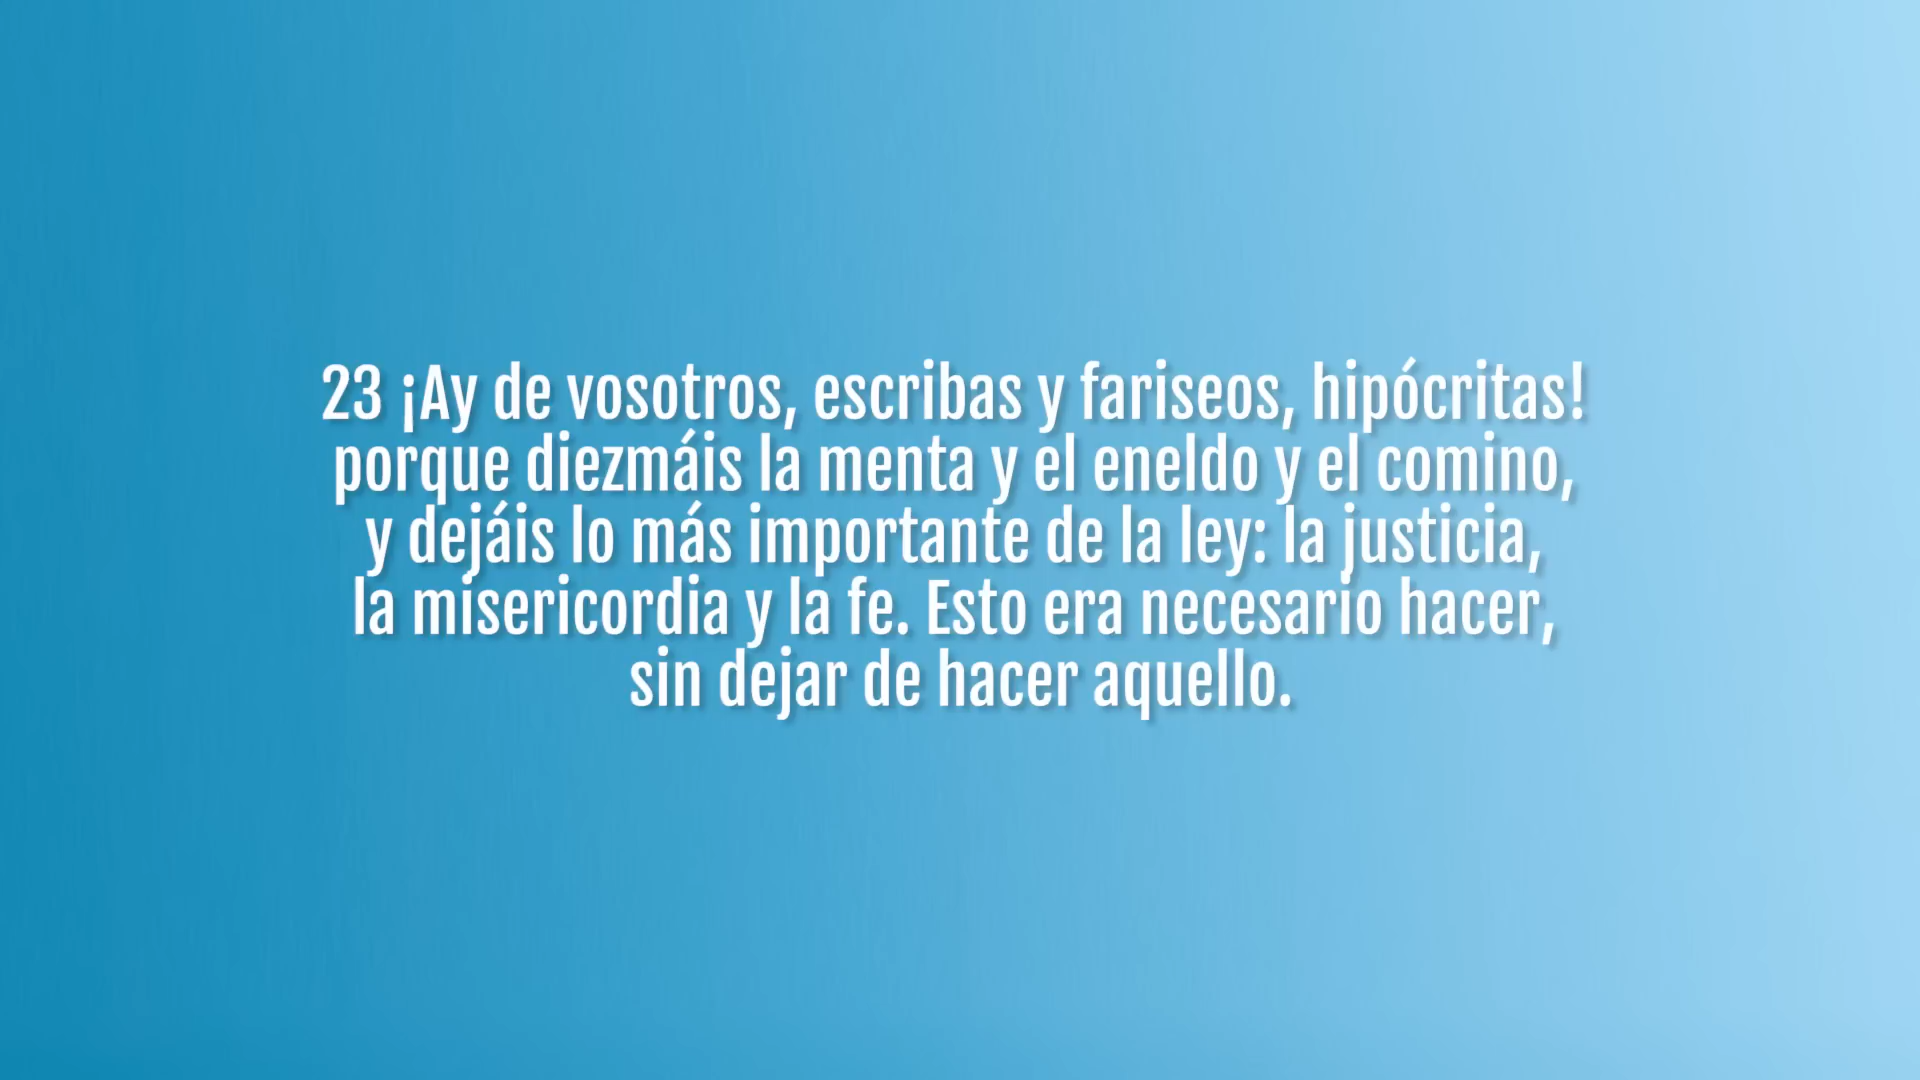 23 ¡Ay de vosotros, escribas y fariseos, hipócritas!
porque diezmáis la menta y el eneldo y el comino,
y dejáis lo más importante de la ley: la justicia,
la misericordia y la fe. Esto era necesario hacer,
sin dejar de hacer aquello.